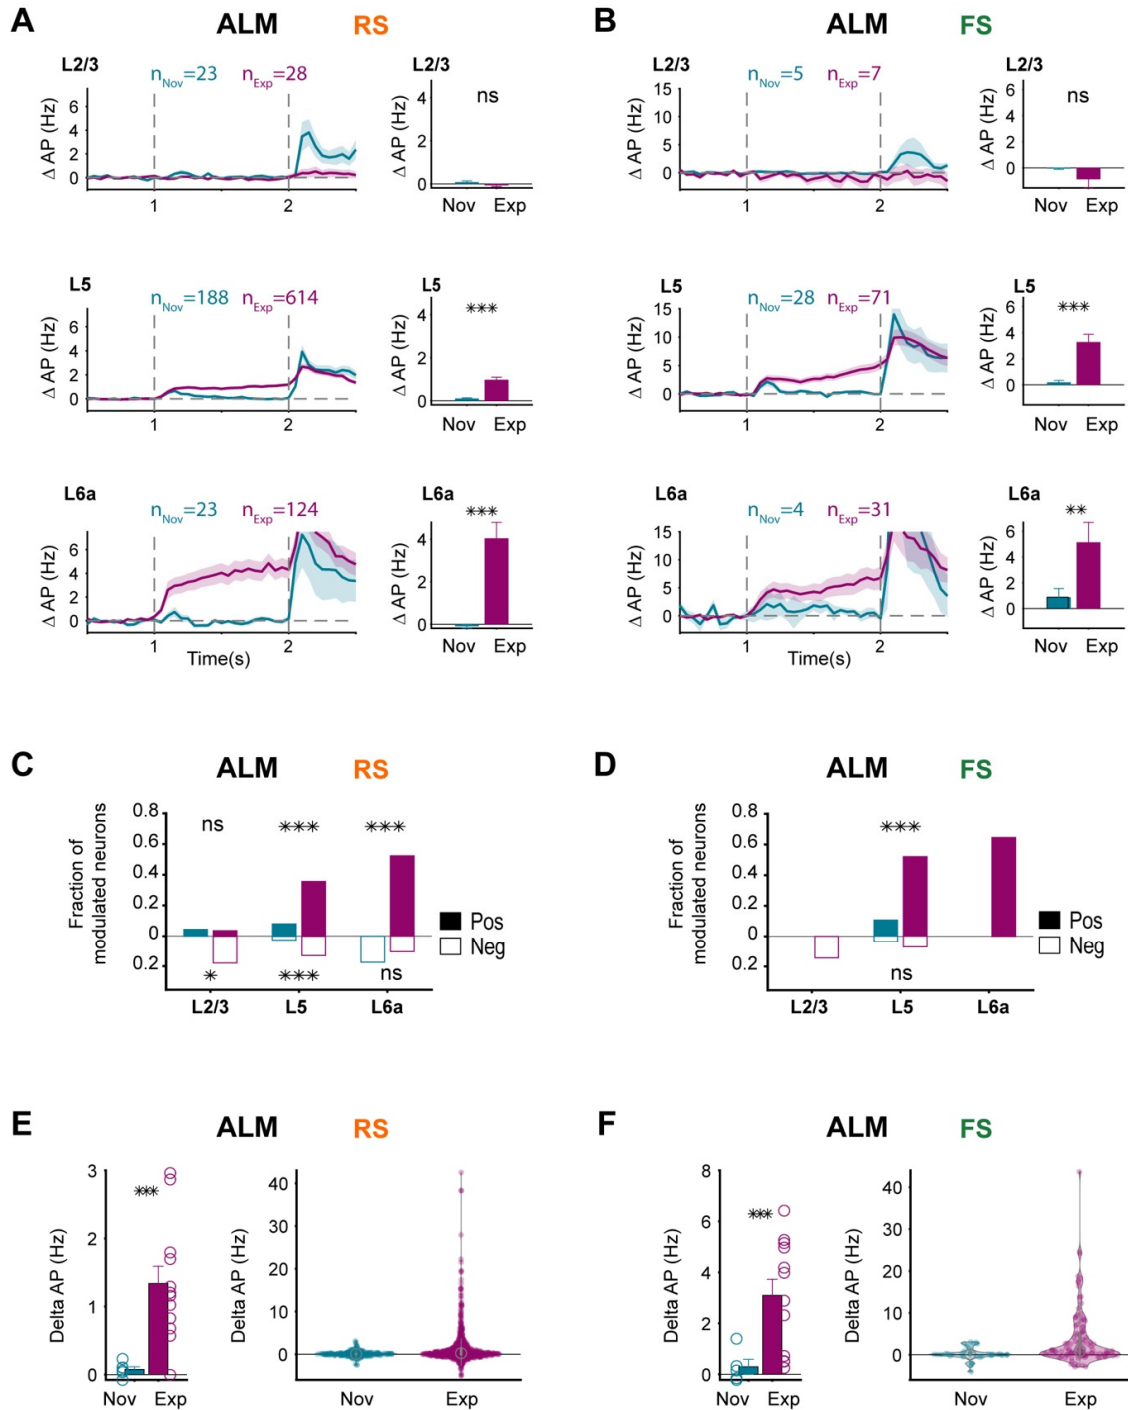 A ALM RS
L2/3 nNov=23 nExp=28
Δ AP (Hz)
6
4
2
0
1 2
L2/3
ns
Δ AP (Hz)
4
2
0
Nov Exp
L5 nNov=188 nExp=614
Δ AP (Hz)
6
4
2
0
1 2
L5
***
Δ AP (Hz)
4
2
0
Nov Exp
L6a nNov=23 nExp=124
Δ AP (Hz)
6
4
2
0
1 2
Time(s)
L6a
***
Δ AP (Hz)
4
2
0
Nov Exp
B ALM FS
L2/3 nNov=5 nExp=7
Δ AP (Hz)
15
10
5
0
1 2
L2/3
ns
Δ AP (Hz)
6
4
2
0
Nov Exp
L5 nNov=28 nExp=71
Δ AP (Hz)
15
10
5
0
1 2
L5
***
Δ AP (Hz)
6
4
2
0
Nov Exp
L6a nNov=4 nExp=31
Δ AP (Hz)
15
10
5
0
1 2
Time(s)
L6a
**
Δ AP (Hz)
6
4
2
0
Nov Exp
C ALM RS
Fraction of
modulated neurons
0.8
0.6
0.4
0.2
0
0.2
ns *** ***
* *** ns
L2/3 L5 L6a
Pos
Neg
D ALM FS
Fraction of
modulated neurons
0.8
0.6
0.4
0.2
0
0.2
***
ns
L2/3 L5 L6a
Pos
Neg
E ALM RS
Delta AP (Hz)
3
2
1
0
***
Nov Exp
Delta AP (Hz)
40
30
20
10
0
Nov Exp
F ALM FS
Delta AP (Hz)
8
6
4
2
0
***
Nov Exp
Delta AP (Hz)
40
30
20
10
0
Nov Exp